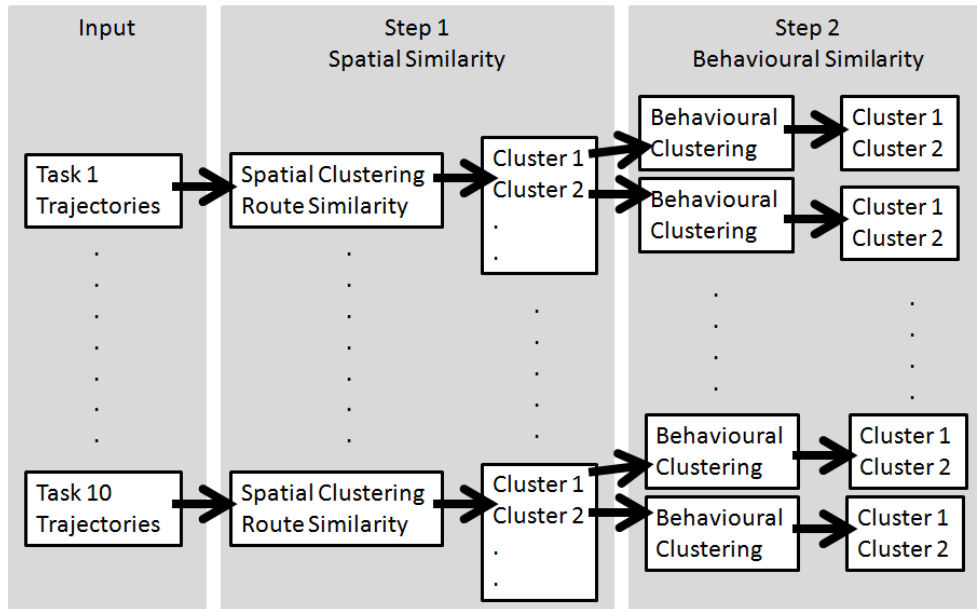 Input
Step 1
Spatial Similarity
Step 2
Behavioural Similarity
Task 1
Trajectories
Spatial Clustering
Route Similarity
Cluster 1
Cluster 2
.
.
Behavioural
Clustering
Cluster 1
Cluster 2
Behavioural
Clustering
Cluster 1
Cluster 2
Task 10
Trajectories
Spatial Clustering
Route Similarity
Cluster 1
Cluster 2
.
.
Behavioural
Clustering
Cluster 1
Cluster 2
Behavioural
Clustering
Cluster 1
Cluster 2